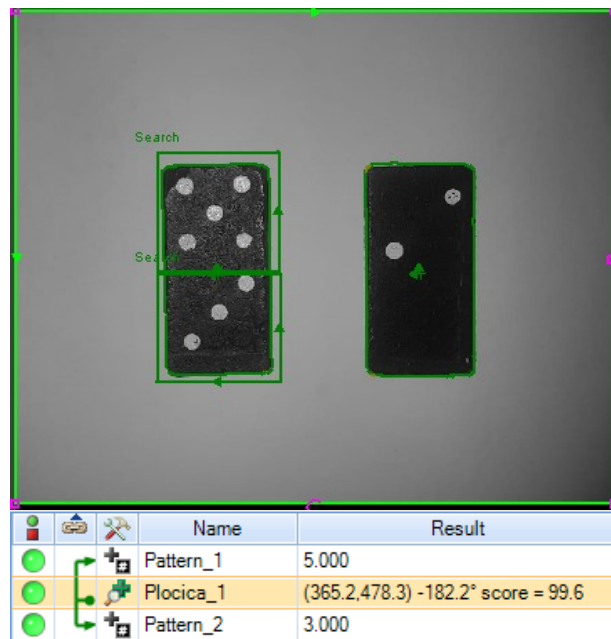 Search
Search
Name Result
Pattern_1 5.000
Plocica_1 (365.2,478.3) -182.2° score = 99.6
Pattern_2 3.000